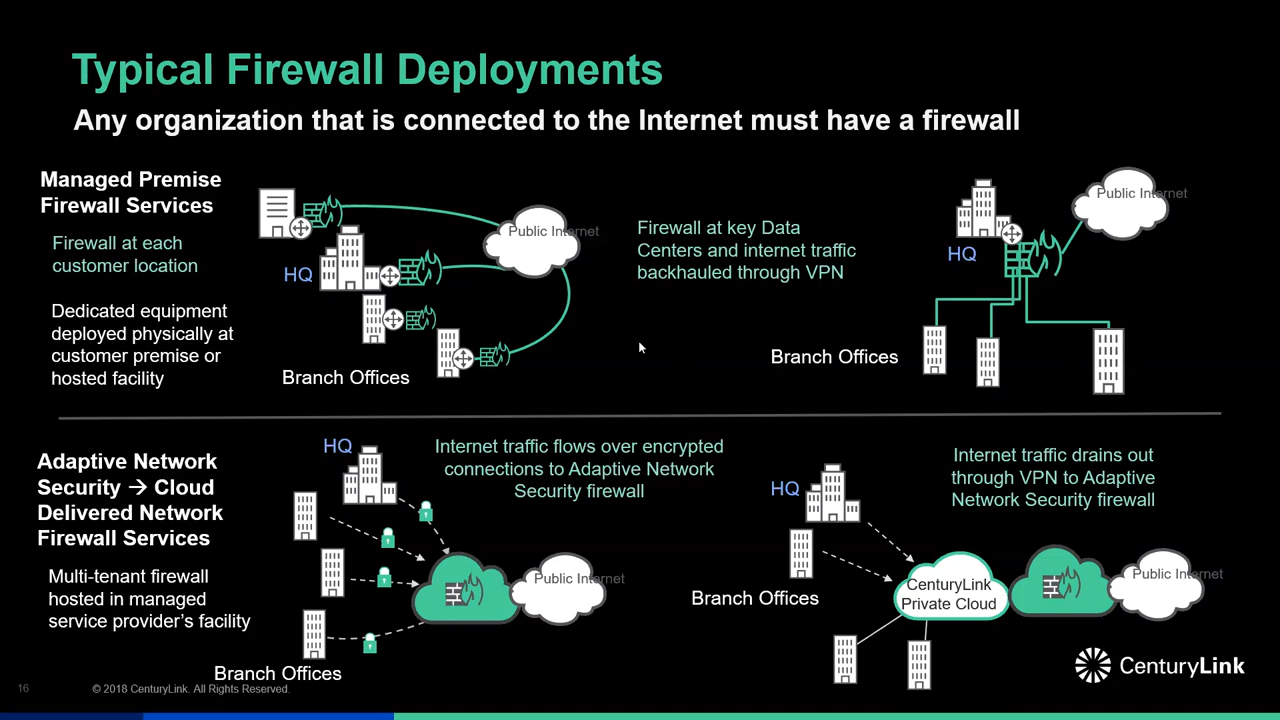 Typical Firewall Deployments
Any organization that is connected to the Internet must have a firewall
Managed Premise
Firewall Services
Firewall at each
customer location
Dedicated equipment
deployed physically at
customer premise or
hosted facility
HQ
Branch Offices
Public Internet
Firewall at key Data
Centers and internet traffic
backhauled through VPN
HQ
Public Internet
Branch Offices
Adaptive Network
Security → Cloud
Delivered Network
Firewall Services
Multi-tenant firewall
hosted in managed
service provider's facility
HQ
Internet traffic flows over encrypted
connections to Adaptive Network
Security firewall
Public Internet
Branch Offices
HQ
Internet traffic drains out
through VPN to Adaptive
Network Security firewall
Branch Offices
CenturyLink
Private Cloud
Public Internet
CenturyLink
16
© 2018 CenturyLink. All Rights Reserved.